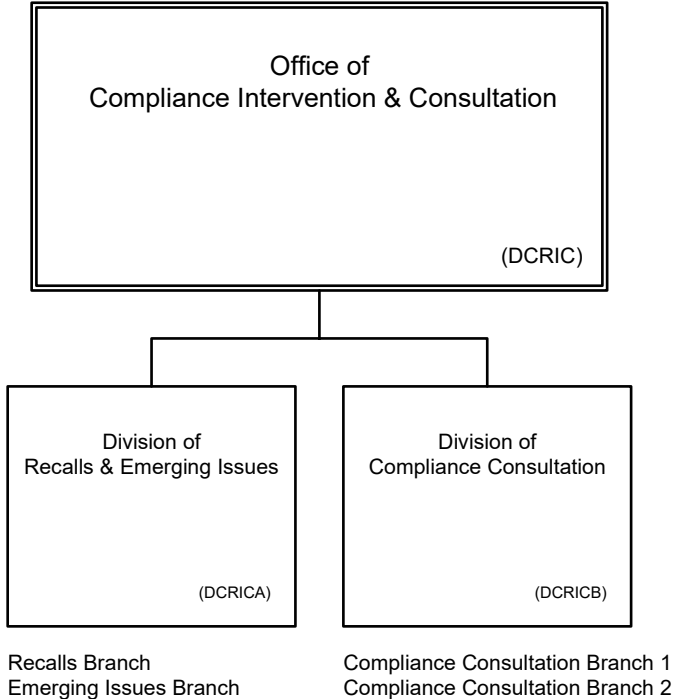 Office of
Compliance Intervention & Consultation
(DCRIC)
Division of
Recalls & Emerging Issues
(DCRICA)
Division of
Compliance Consultation
(DCRICB)
Recalls Branch
Emerging Issues Branch
Compliance Consultation Branch 1
Compliance Consultation Branch 2